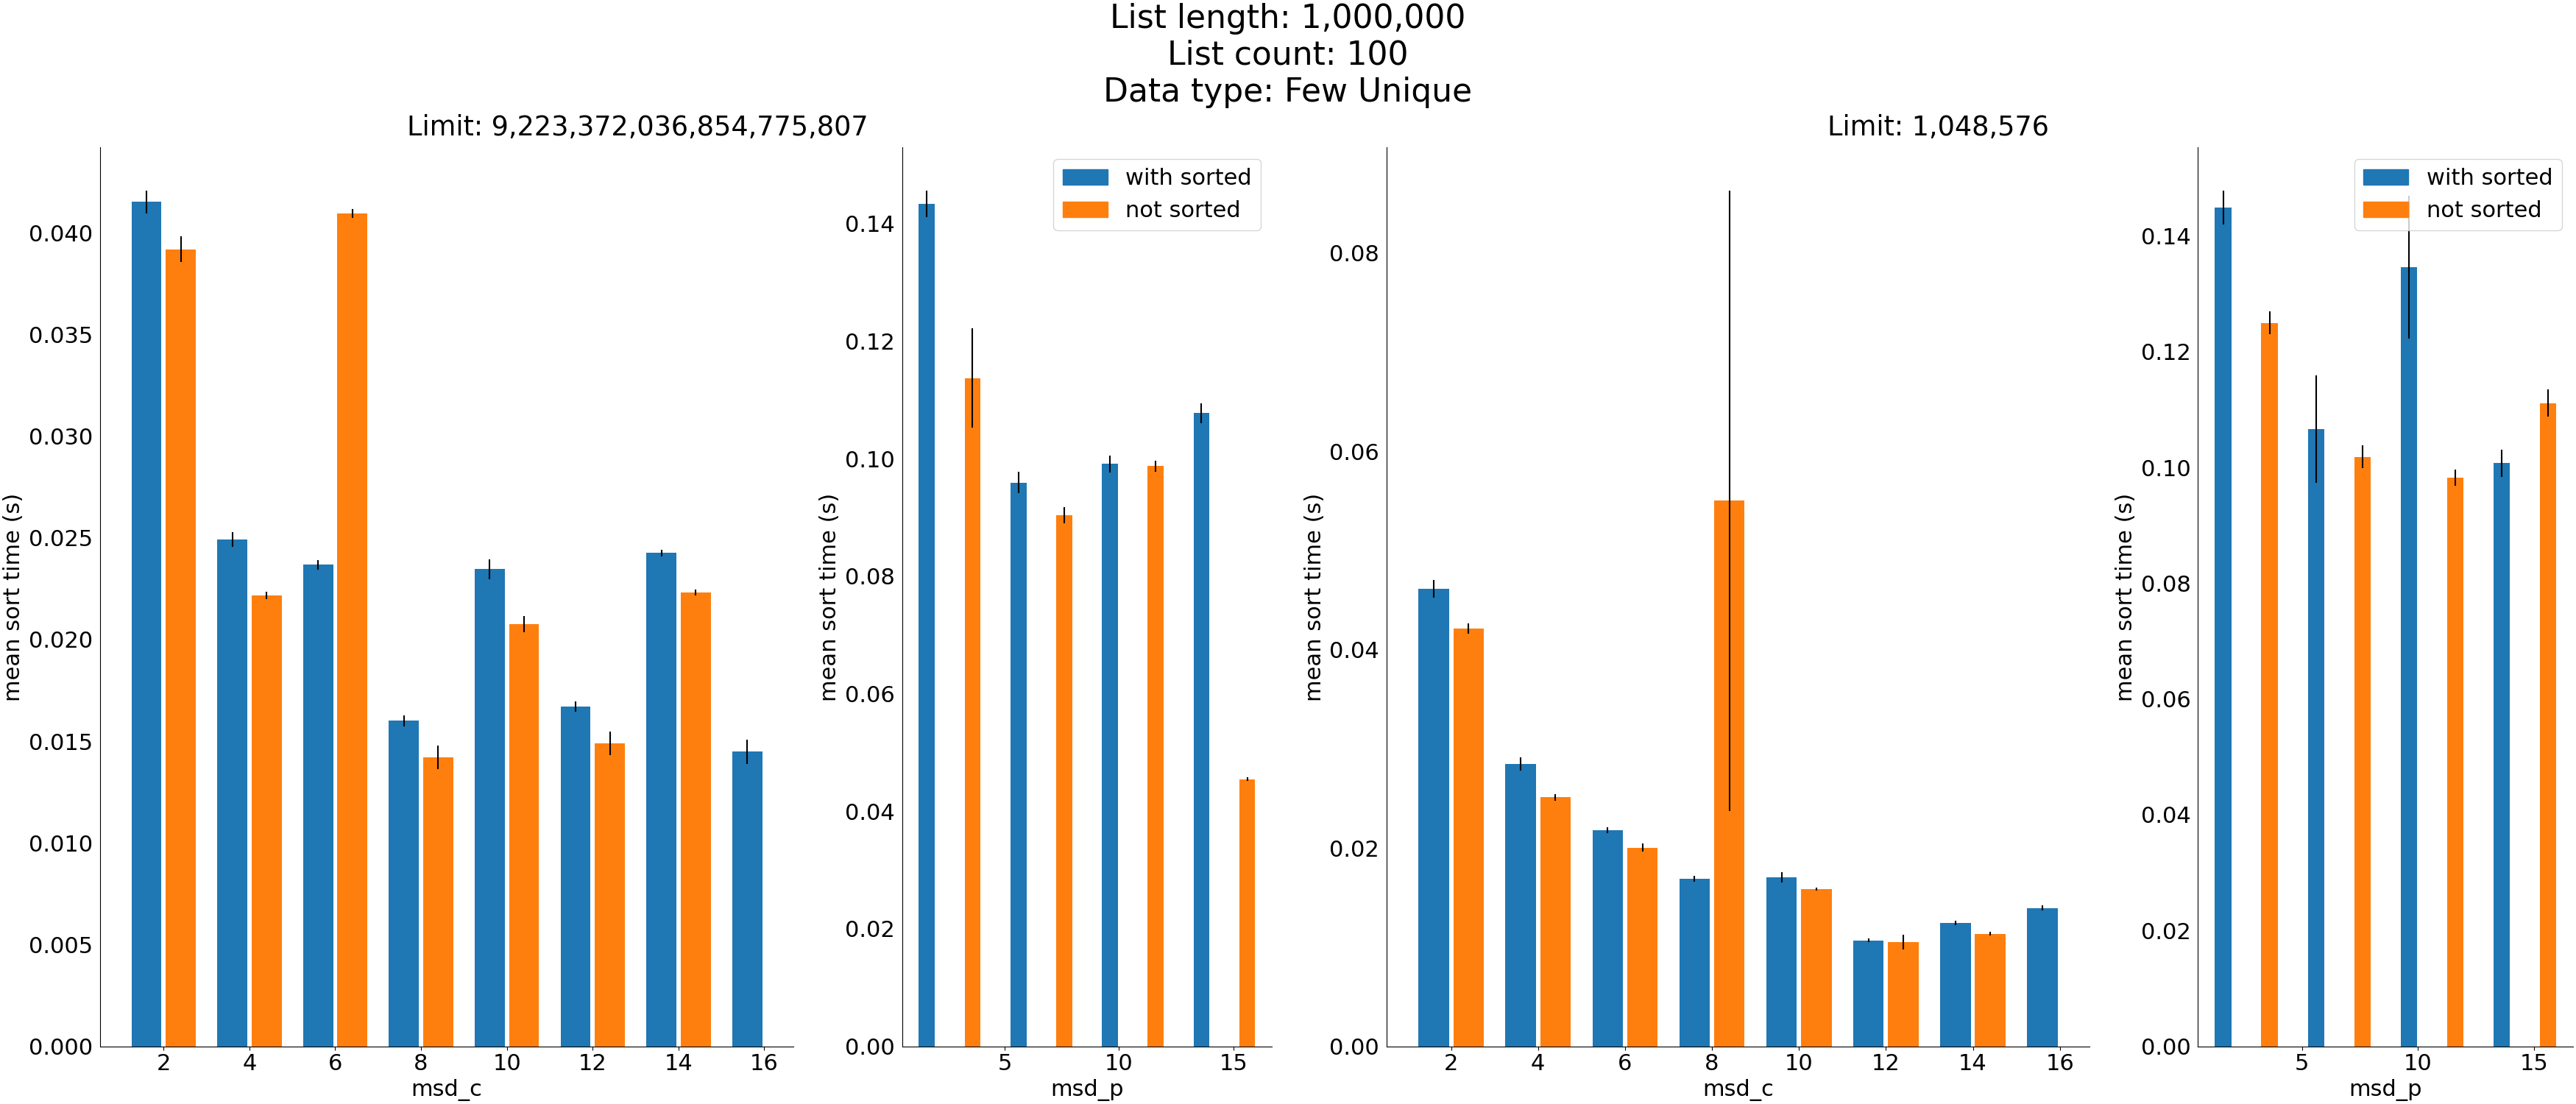 List length: 1,000,000
List count: 100
Data type: Few Unique
Limit: 9,223,372,036,854,775,807
Limit: 1,048,576
mean sort time (s)
0.040
0.035
0.030
0.025
0.020
0.015
0.010
0.005
0.000
2 4 6 8 10 12 14 16
msd_c
mean sort time (s)
0.14
0.12
0.10
0.08
0.06
0.04
0.02
0.00
5 10 15
msd_p
with sorted
not sorted
mean sort time (s)
0.08
0.06
0.04
0.02
0.00
2 4 6 8 10 12 14 16
msd_c
mean sort time (s)
0.14
0.12
0.10
0.08
0.06
0.04
0.02
0.00
5 10 15
msd_p
with sorted
not sorted